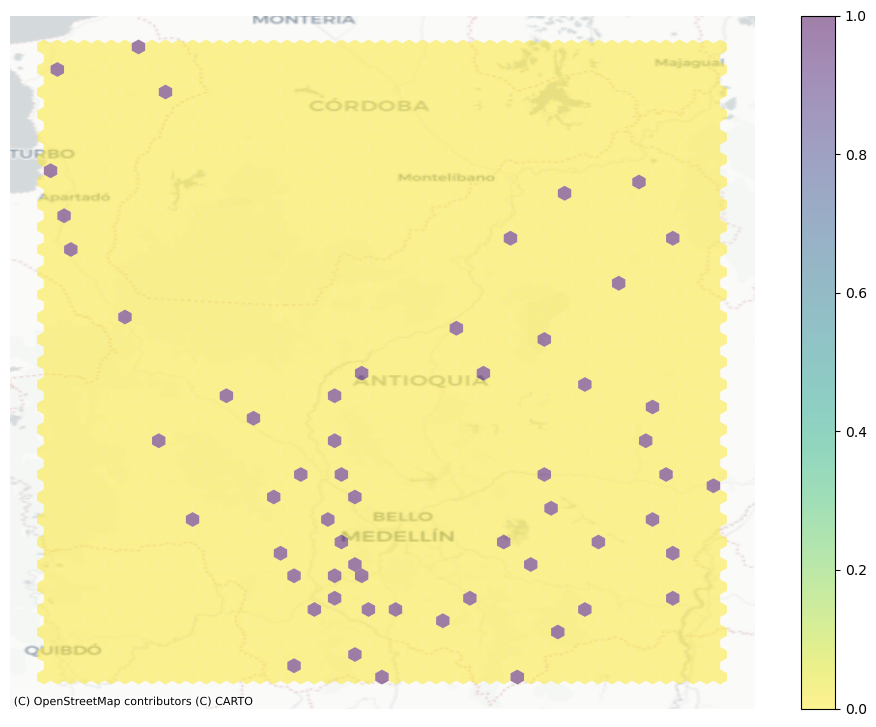 MONTERÍA
Majagual
CÓRDOBA
TURBO
Montelíbano
Apartadó
ANTIOQUIA
BELLO
MEDELLÍN
QUIBDÓ
(C) OpenStreetMap contributors (C) CARTO
1.0
0.8
0.6
0.4
0.2
0.0